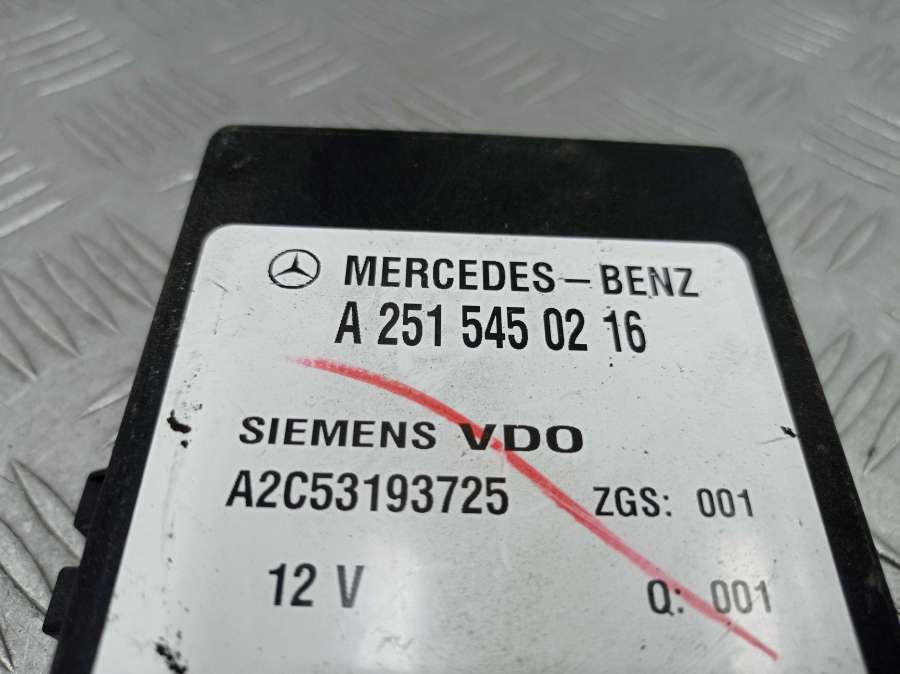 MERCEDES-BENZ
A 251 545 02 16
SIEMENS VDO
A2C53193725 ZGS: 001
12 V Q: 001